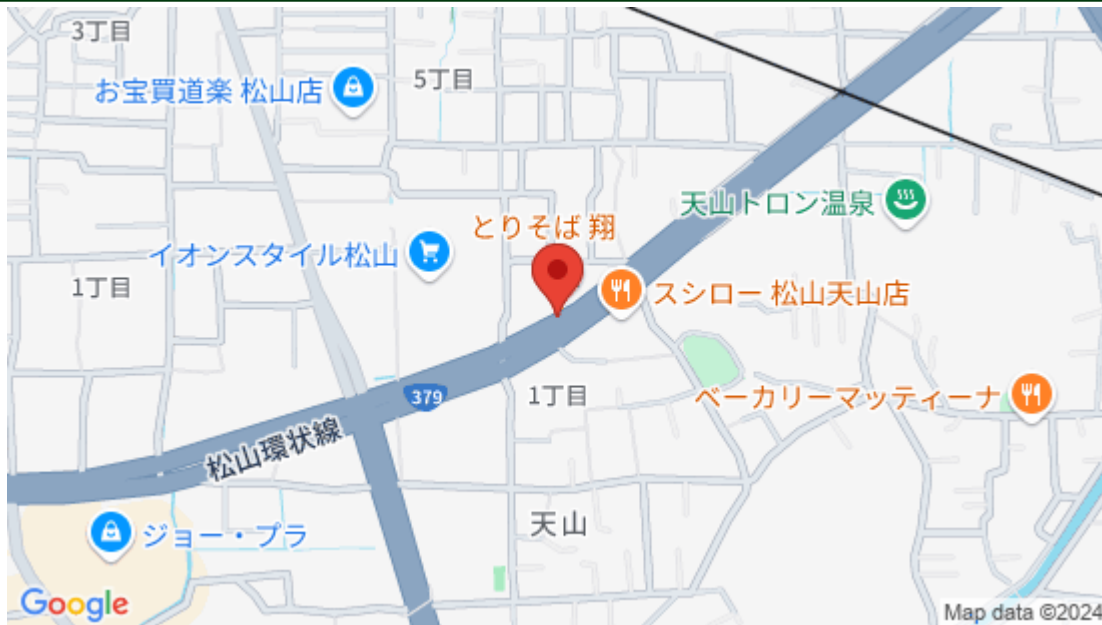 3丁目
お宝買道楽 松山店
5丁目
天山トロン温泉
とりそば 翔
イオンスタイル松山
1丁目
スシロー 松山天山店
1丁目
379
ベーカリーマッティーナ
松山環状線
天山
ジョー・プラ
Google
Map data ©2024